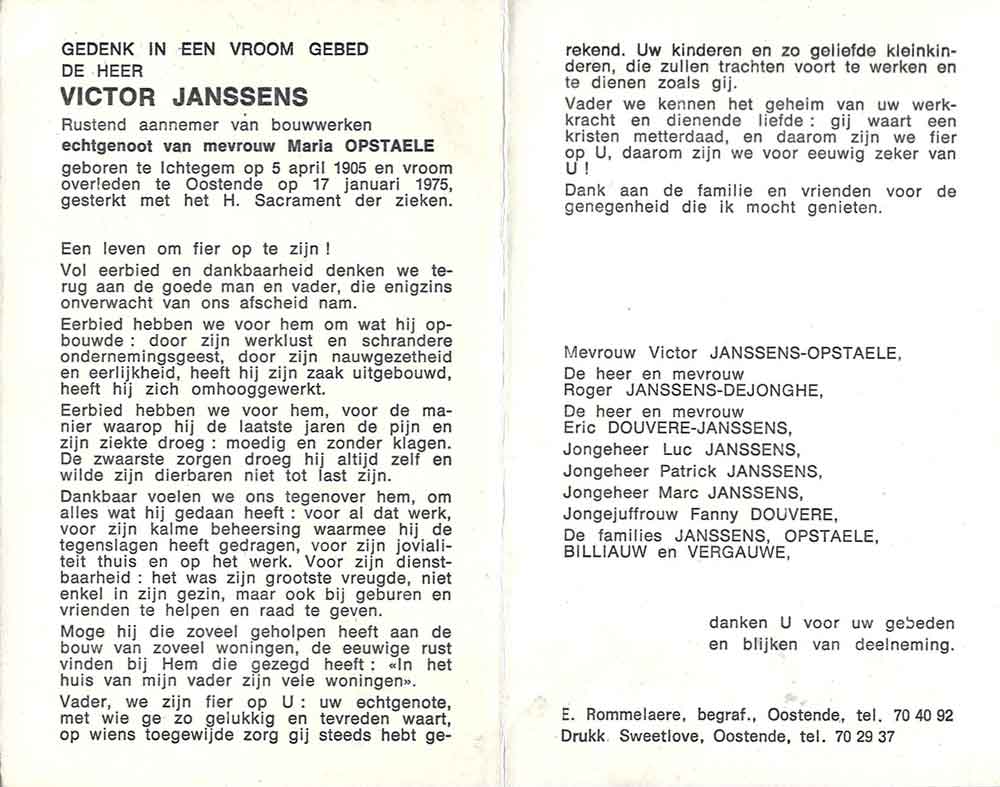 GEDENK IN EEN VROOM GEBED
DE HEER
VICTOR JANSSENS
Rustend aannemer van bouwwerken
echtgenoot van mevrouw Maria OPSTAELE
geboren te Ichtegem op 5 april 1905 en vroom
overleden te Oostende op 17 januari 1975,
gesterkt met het H. Sacrament der zieken.
Een leven om fier op te zijn !
Vol eerbied en dankbaarheid denken we te-
rug aan de goede man en vader, die enigzins
onverwacht van ons afscheid nam.
Eerbied hebben we voor hem om wat hij op-
bouwde : door zijn werklust en schrandere
ondernemingsgeest, door zijn nauwgezetheid
en eerlijkheid, heeft hij zijn zaak uitgebouwd,
heeft hij zich omhooggewerkt.
Eerbied hebben we voor hem, voor de ma-
nier waarop hij de laatste jaren de pijn en
zijn ziekte droeg : moedig en zonder klagen.
De zwaarste zorgen droeg hij altijd zelf en
wilde zijn dierbaren niet tot last zijn.
Dankbaar voelen we ons tegenover hem, om
alles wat hij gedaan heeft : voor al dat werk,
voor zijn kalme beheersing waarmee hij de
tegenslagen heeft gedragen, voor zijn joviali-
teit thuis en op het werk. Voor zijn dienst-
baarheid : het was zijn grootste vreugde, niet
enkel in zijn gezin, maar ook bij geburen en
vrienden te helpen en raad te geven.
Moge hij die zoveel geholpen heeft aan de
bouw van zoveel woningen, de eeuwige rust
vinden bij Hem die gezegd heeft : «In het
huis van mijn vader zijn vele woningen».
Vader, we zijn fier op U : uw echtgenote,
met wie ge zo gelukkig en tevreden waart,
op wiens toegewijde zorg gij steeds hebt ge-
rekend. Uw kinderen en zo geliefde kleinkin-
deren, die zullen trachten voort te werken en
te dienen zoals gij.
Vader we kennen het geheim van uw werk-
kracht en dienende liefde : gij waart een
kristen metterdaad, en daarom zijn we fier
op U, daarom zijn we voor eeuwig zeker van
U !
Dank aan de familie en vrienden voor de
genegenheid die ik mocht genieten.
Mevrouw Victor JANSSENS-OPSTAELE,
De heer en mevrouw
Roger JANSSENS-DEJONGHE,
De heer en mevrouw
Eric DOUVERE-JANSSENS,
Jongeheer Luc JANSSENS,
Jongeheer Patrick JANSSENS,
Jongeheer Marc JANSSENS,
Jongejuffrouw Fanny DOUVERE,
De families JANSSENS, OPSTAELE,
BILLIAUW en VERGAUWE,
danken U voor uw gebeden
en blijken van deelneming.
E. Rommelaere, begraf., Oostende, tel. 70 40 92
Drukk. Sweetlove, Oostende, tel. 70 29 37